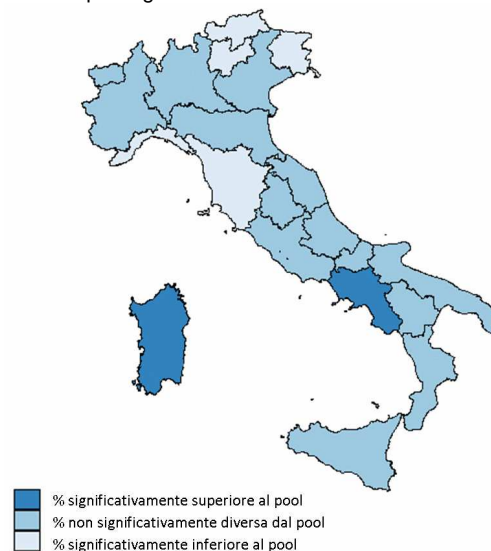 % significativamente superiore al pool
% non significativamente diversa dal pool
% significativamente inferiore al pool